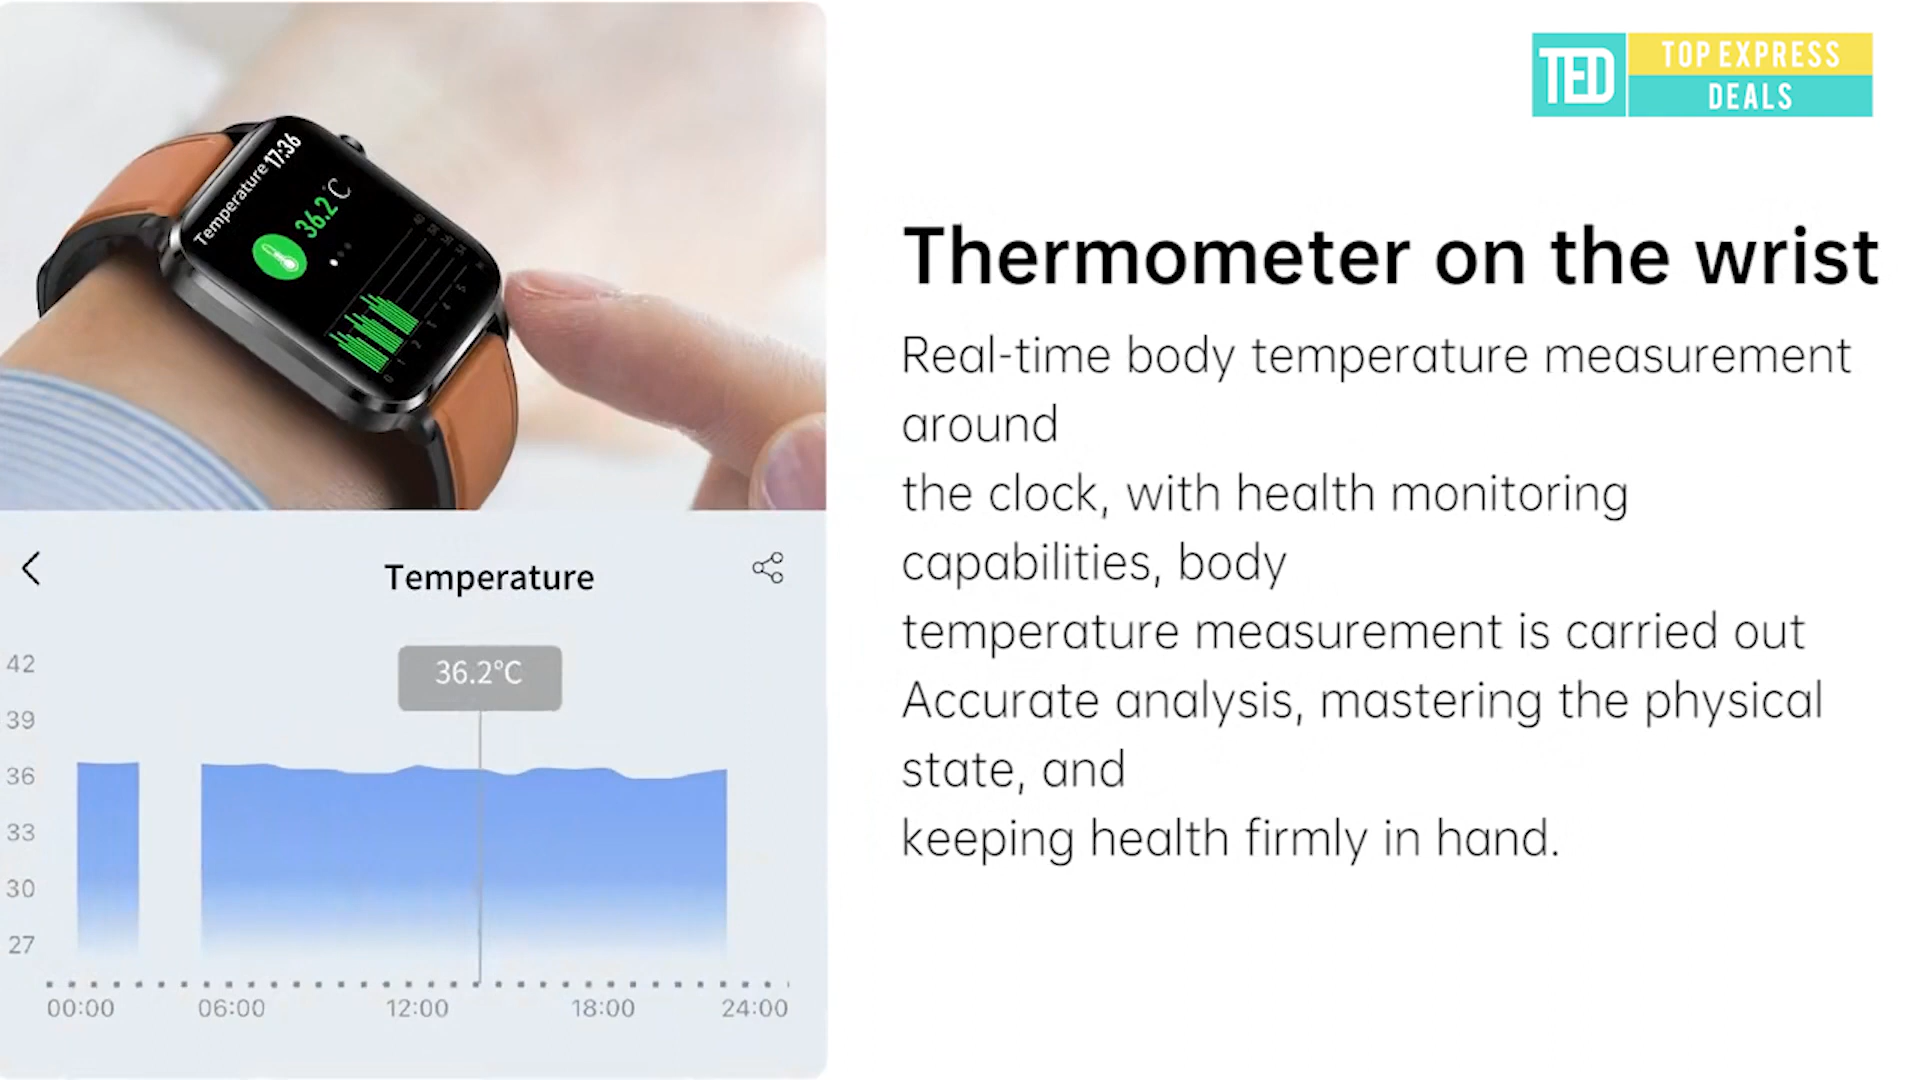 TED
TOP EXPRESS
DEALS
Temperature 17:36
36.2°C
Thermometer on the wrist
Real-time body temperature measurement
around
the clock, with health monitoring
capabilities, body
temperature measurement is carried out
Accurate analysis, mastering the physical
state, and
keeping health firmly in hand.
Temperature
36.2°C
42
39
36
33
30
27
00:00 06:00 12:00 18:00 24:00